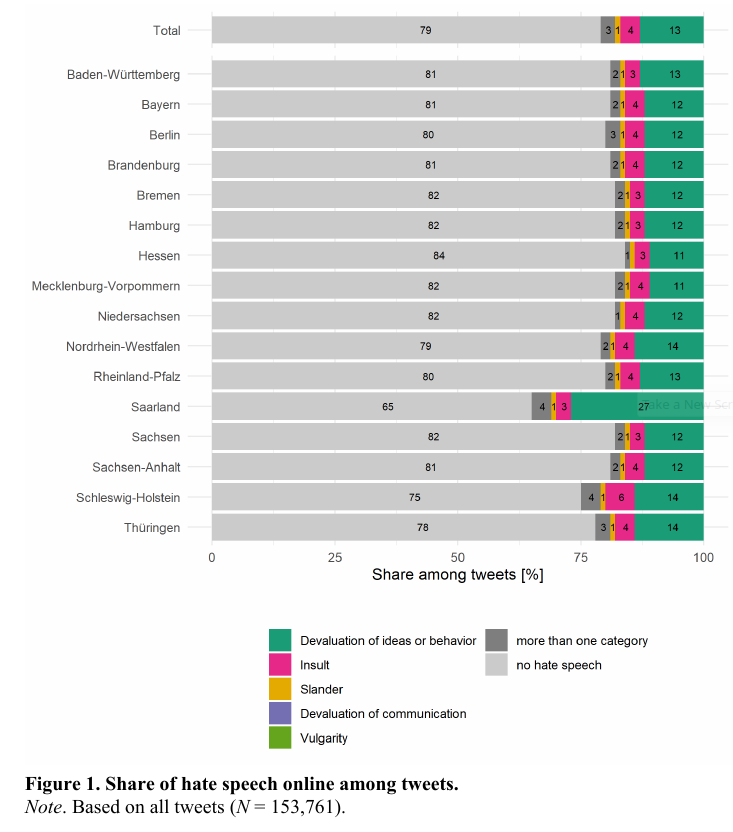 Total 79 3 1 4 13
Baden-Württemberg 81 2 1 3 13
Bayern 81 2 1 4 12
Berlin 80 3 1 4 12
Brandenburg 81 2 1 4 12
Bremen 82 2 1 3 12
Hamburg 82 2 1 3 12
Hessen 84 1 3 11
Mecklenburg-Vorpommern 82 2 1 4 11
Niedersachsen 82 1 4 12
Nordrhein-Westfalen 79 2 1 4 14
Rheinland-Pfalz 80 2 1 4 13
Saarland 65 4 1 3 27 ake a New Scr
Sachsen 82 2 1 3 12
Sachsen-Anhalt 81 2 1 4 12
Schleswig-Holstein 75 4 1 6 14
Thüringen 78 3 1 4 14
0 25 50 75 100
Share among tweets [%]
Devaluation of ideas or behavior more than one category
Insult no hate speech
Slander
Devaluation of communication
Vulgarity
Figure 1. Share of hate speech online among tweets.
Note. Based on all tweets (N = 153,761).